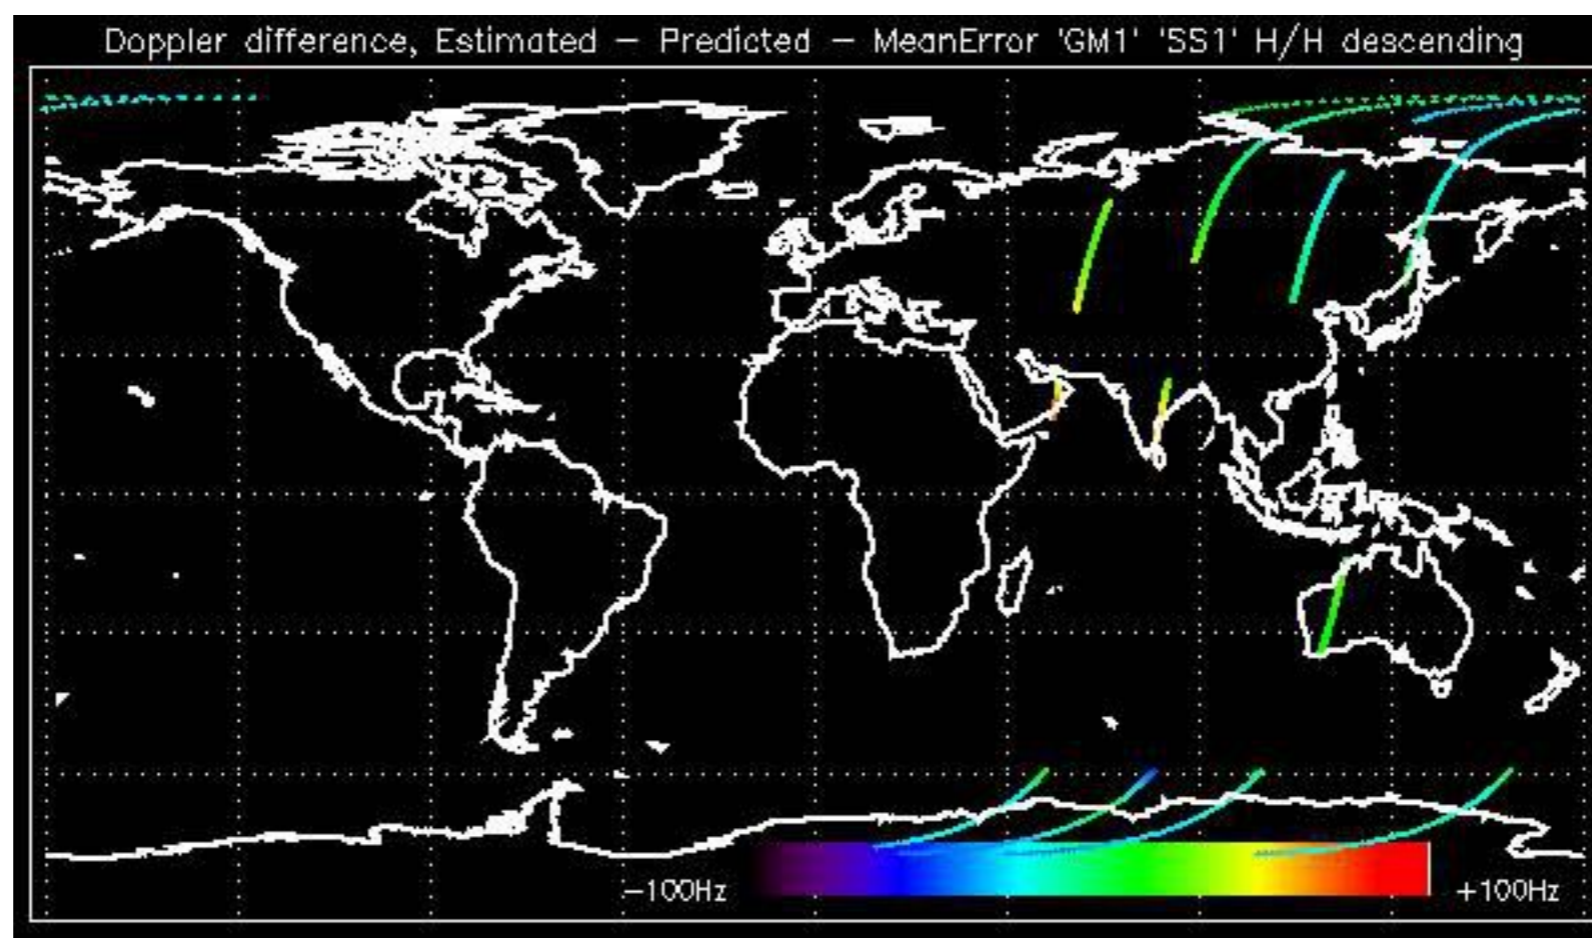 Doppler difference, Estimated – Predicted – MeanError 'GM1' 'SS1' H/H descending
-100Hz +100Hz